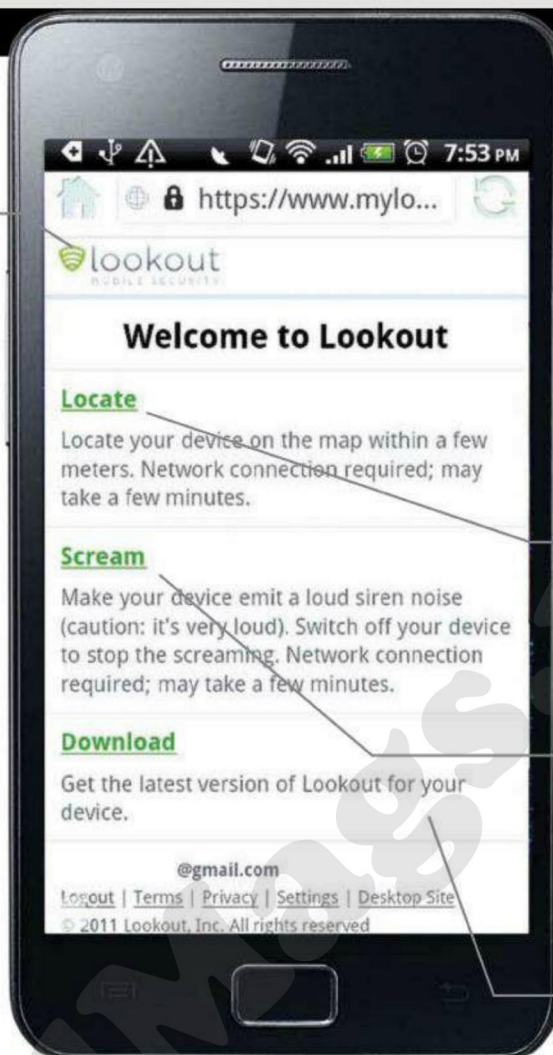 7:53 PM
https://www.mylo...
lookout
MOBILE SECURITY
Welcome to Lookout
Locate
Locate your device on the map within a few
meters. Network connection required; may
take a few minutes.
Scream
Make your device emit a loud siren noise
(caution: it's very loud). Switch off your device
to stop the screaming. Network connection
required; may take a few minutes.
Download
Get the latest version of Lookout for your
device.
@gmail.com
Logout | Terms | Privacy | Settings | Desktop Site
© 2011 Lookout, Inc. All rights reserved
Mags